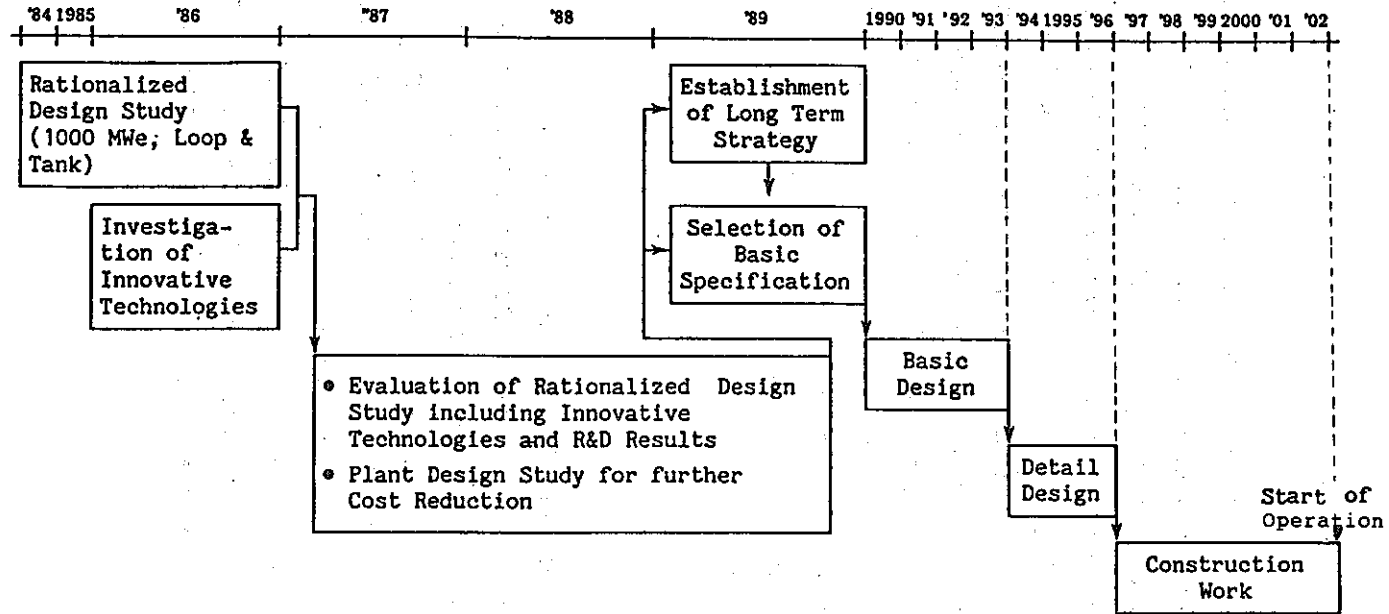 '84 1985 '86 "87 '88 '89 1990 '91 '92 '93 '94 1995 '96 '97 '98 '99 2000 '01 '02
Rationalized
Design Study
(1000 MWe; Loop &
Tank)
Investiga-
tion of
Innovative
Technologies
Establishment
of Long Term
Strategy
Selection of
Basic
Specification
• Evaluation of Rationalized Design
Study including Innovative
Technologies and R&D Results
• Plant Design Study for further
Cost Reduction
Basic
Design
Detail
Design
Start of
Operation
Construction
Work